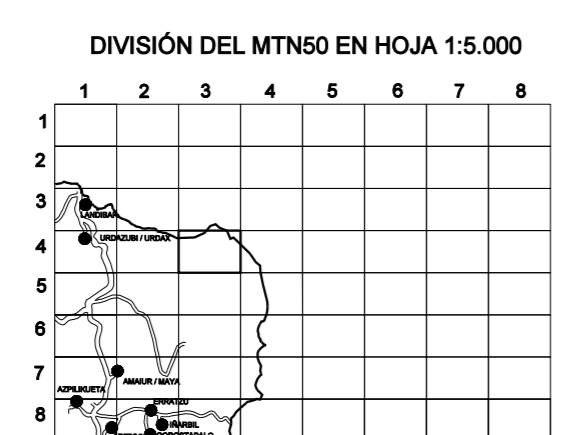 DIVISIÓN DEL MTN50 EN HOJA 1:5.000
1 2 3 4 5 6 7 8
1
2
3
LANDIBAR
4
URDAZUBI / URDAX
5
6
7
AMAIUR / MAYA
AZPILIKUETA
ERRATZU
8
IÑARBIL